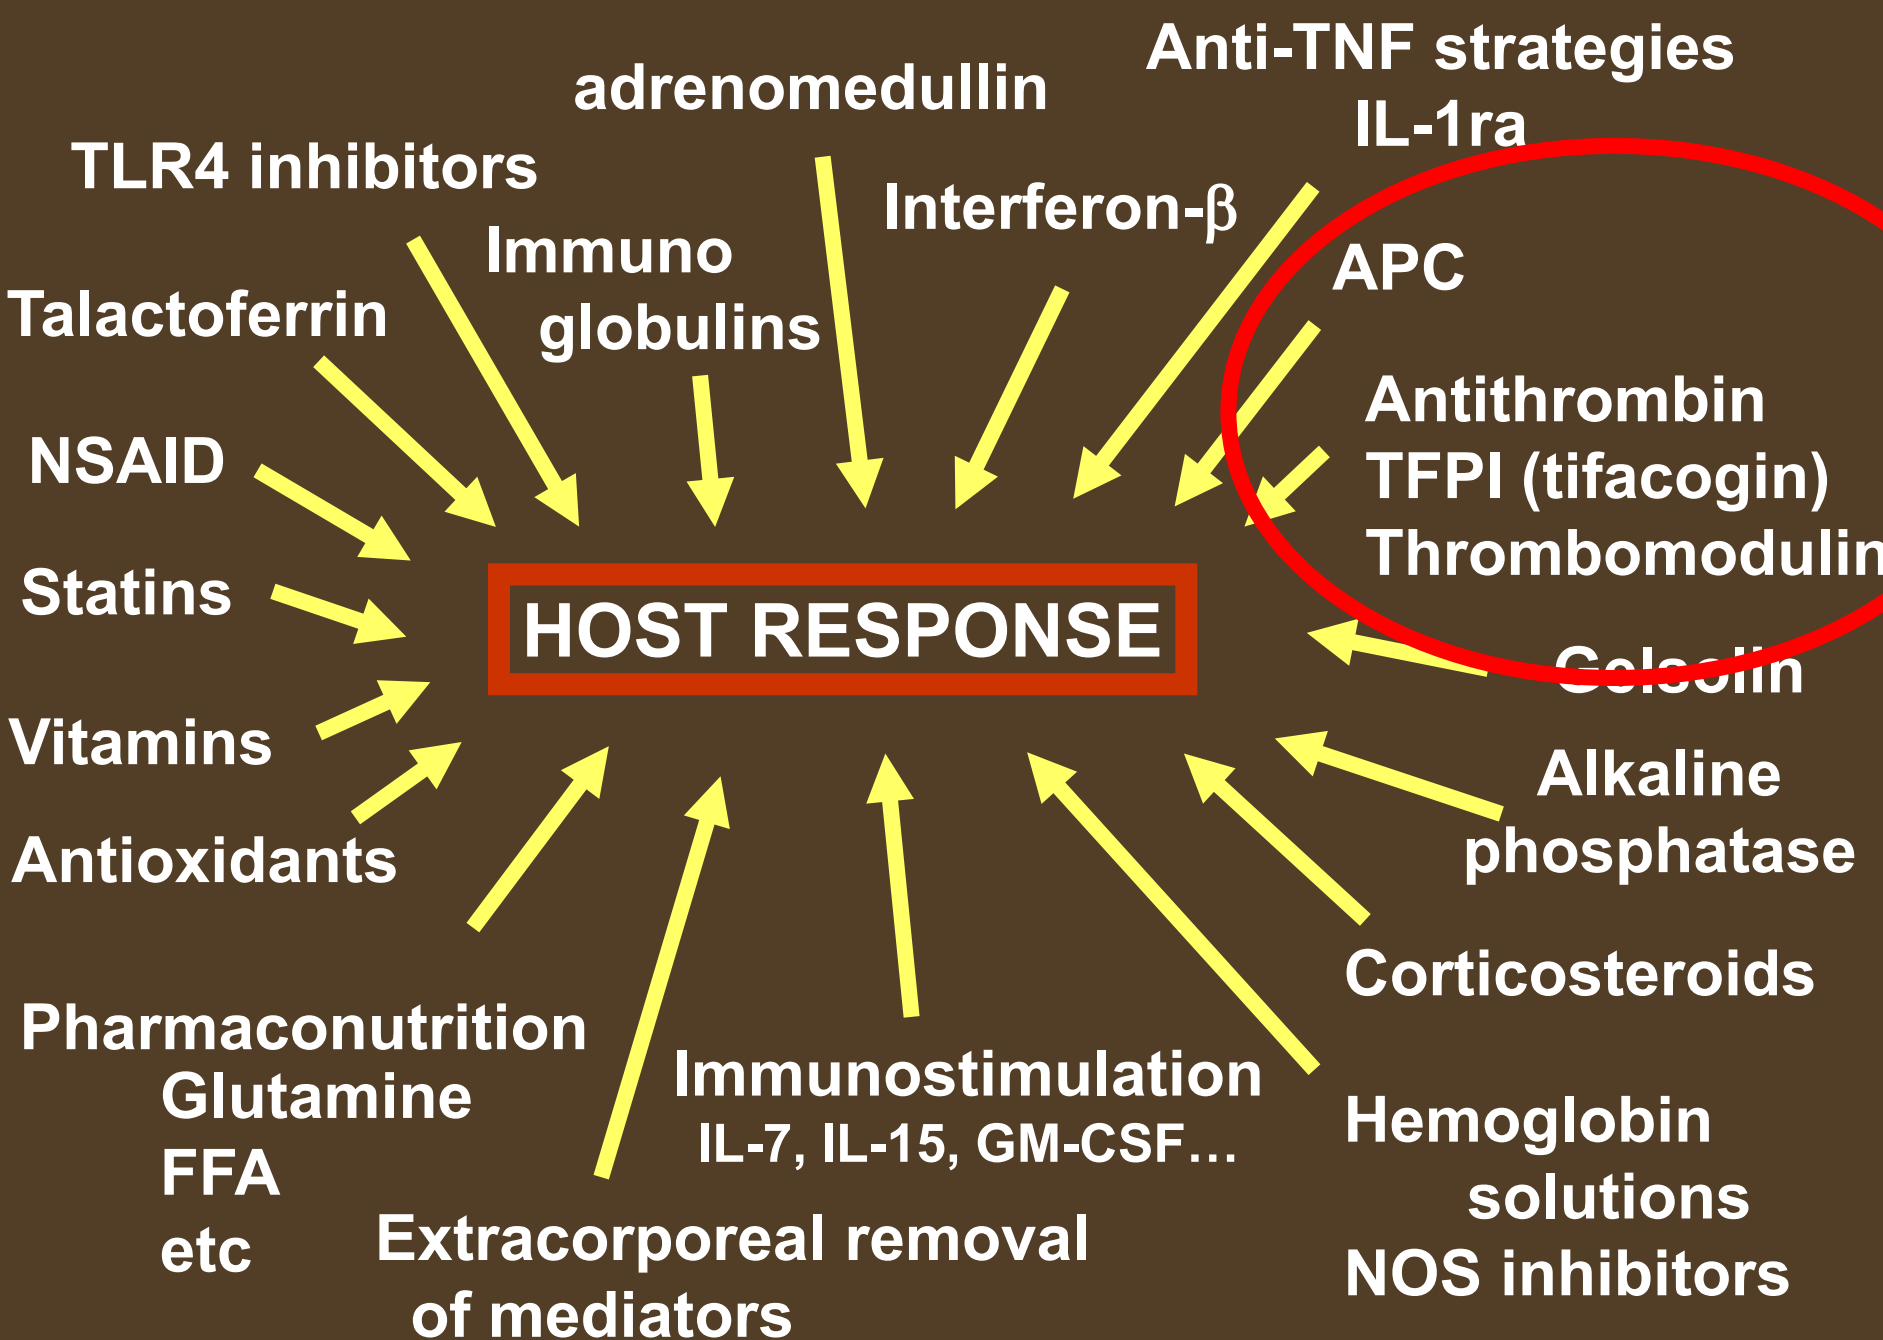 Anti-TNF strategies
IL-1ra
adrenomedullin
TLR4 inhibitors
Interferon-β
Immuno
globulins
APC
Talactoferrin
Antithrombin
TFPI (tifacogin)
Thrombomodulin
NSAID
Statins
HOST RESPONSE
Gelsolin
Vitamins
Alkaline
phosphatase
Antioxidants
Corticosteroids
Pharmaconutrition
Glutamine
FFA
etc
Immunostimulation
IL-7, IL-15, GM-CSF…
Hemoglobin
solutions
NOS inhibitors
Extracorporeal removal
of mediators